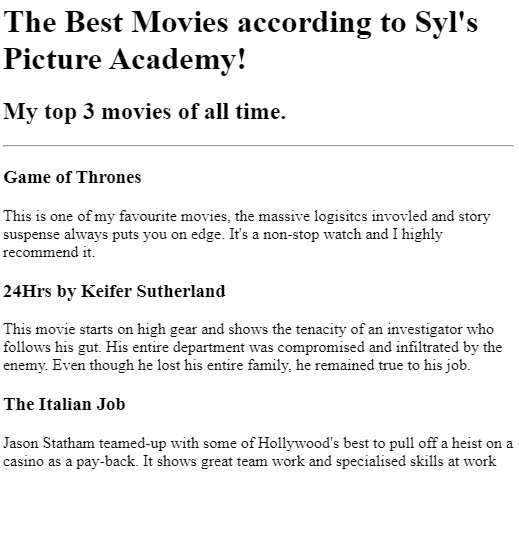 The Best Movies according to Syl's
Picture Academy!
My top 3 movies of all time.
Game of Thrones
This is one of my favourite movies, the massive logisitcs invovled and story
suspense always puts you on edge. It's a non-stop watch and I highly
recommend it.
24Hrs by Keifer Sutherland
This movie starts on high gear and shows the tenacity of an investigator who
follows his gut. His entire department was compromised and infiltrated by the
enemy. Even though he lost his entire family, he remained true to his job.
The Italian Job
Jason Statham teamed-up with some of Hollywood's best to pull off a heist on a
casino as a pay-back. It shows great team work and specialised skills at work